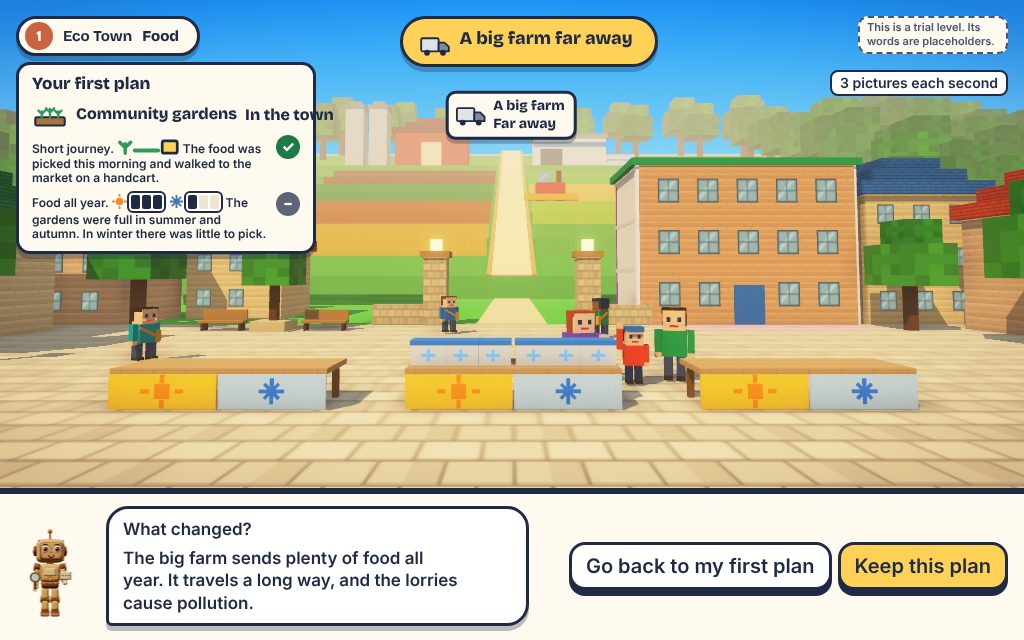 1 Eco Town Food
A big farm far away
This is a trial level. Its
words are placeholders.
3 pictures each second
Your first plan
Community gardens In the town
Short journey. The food was
picked this morning and walked to the
market on a handcart.
Food all year. The
gardens were full in summer and
autumn. In winter there was little to pick.
A big farm
Far away
What changed?
The big farm sends plenty of food all
year. It travels a long way, and the lorries
cause pollution.
Go back to my first plan
Keep this plan